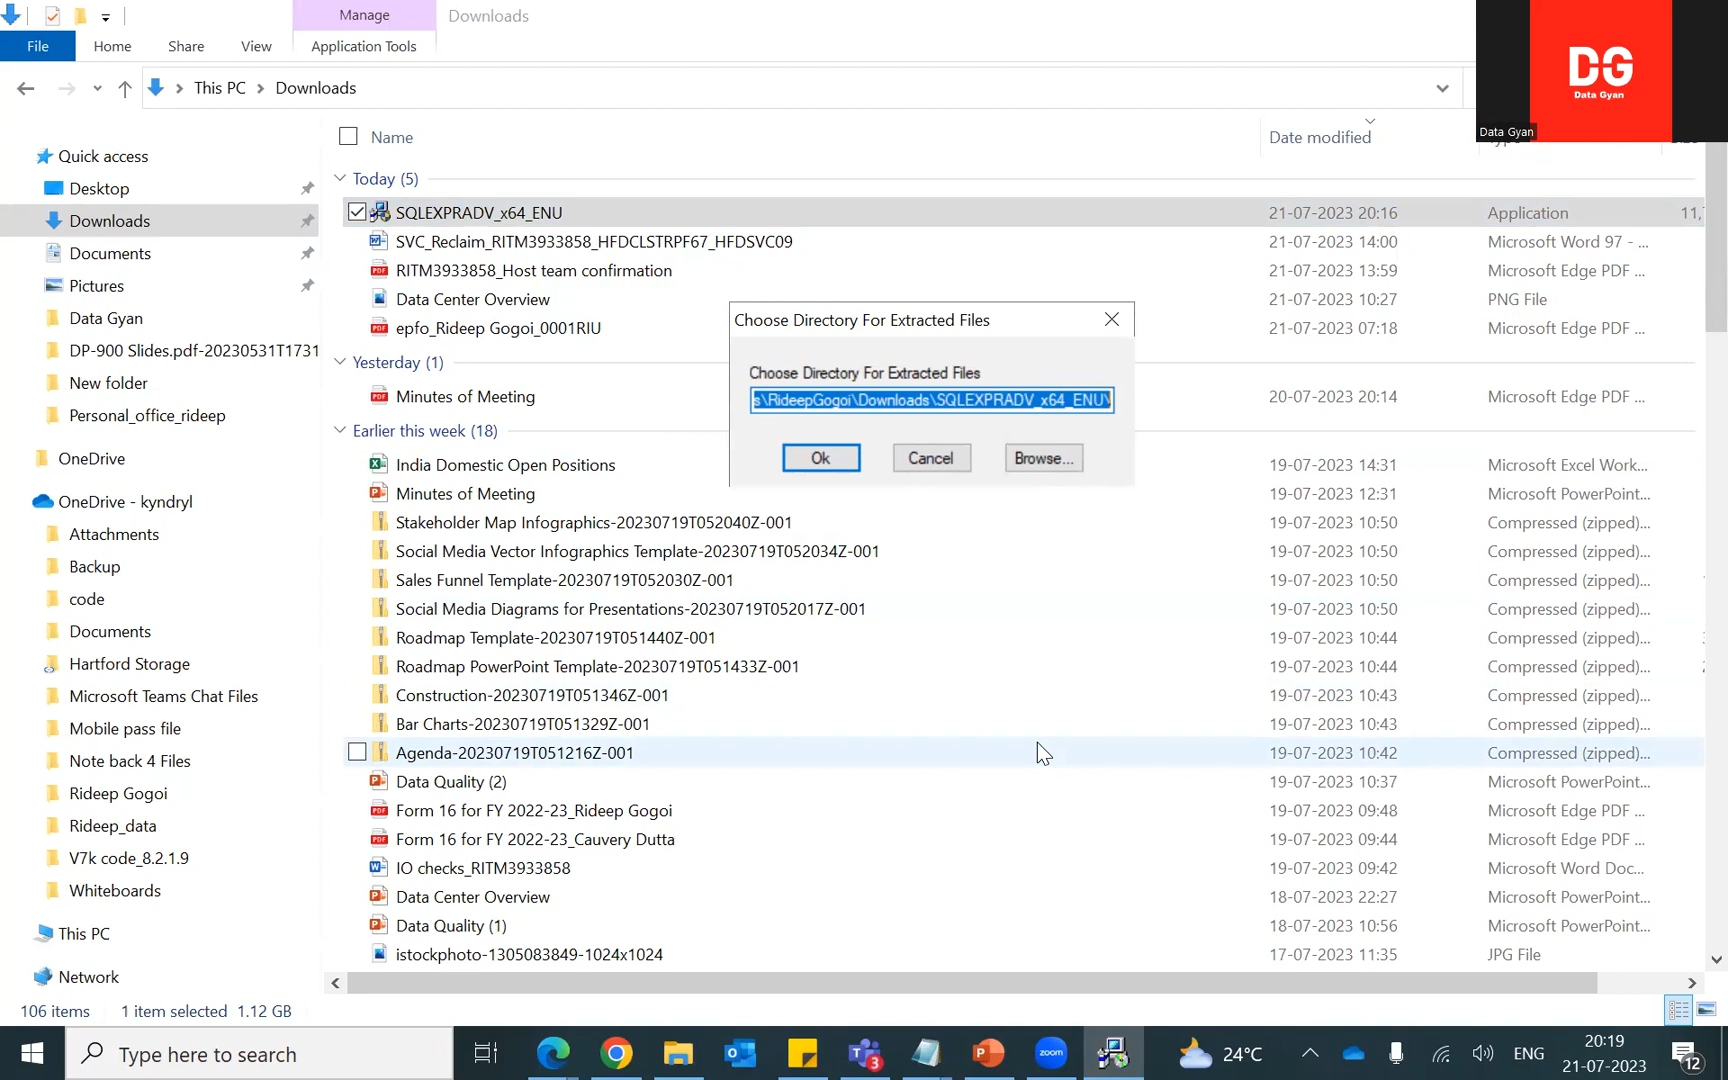 Manage
Downloads
File
Home
Share
View
Application Tools
This PC
Downloads
DG
Data Gyan
Data Gyan
Name
Date modified
Quick access
Desktop
Downloads
Documents
Pictures
Data Gyan
DP-900 Slides.pdf-20230531T1731
New folder
Personal_office_rideep
OneDrive
OneDrive - kyndryl
Attachments
Backup
code
Documents
Hartford Storage
Microsoft Teams Chat Files
Mobile pass file
Note back 4 Files
Rideep Gogoi
Rideep_data
V7k code_8.2.1.9
Whiteboards
This PC
Network
Today (5)
SQLEXPRADV_x64_ENU 21-07-2023 20:16 Application 11,
SVC_Reclaim_RITM3933858_HFDCLSTRPF67_HFDSVC09 21-07-2023 14:00 Microsoft Word 97 - ...
RITM3933858_Host team confirmation 21-07-2023 13:59 Microsoft Edge PDF ...
Data Center Overview 21-07-2023 10:27 PNG File
epfo_Rideep Gogoi_0001RIU 21-07-2023 07:18 Microsoft Edge PDF ...
Yesterday (1)
Minutes of Meeting 20-07-2023 20:14 Microsoft Edge PDF ...
Earlier this week (18)
India Domestic Open Positions 19-07-2023 14:31 Microsoft Excel Work...
Minutes of Meeting 19-07-2023 12:31 Microsoft PowerPoint...
Stakeholder Map Infographics-20230719T052040Z-001 19-07-2023 10:50 Compressed (zipped)...
Social Media Vector Infographics Template-20230719T052034Z-001 19-07-2023 10:50 Compressed (zipped)...
Sales Funnel Template-20230719T052030Z-001 19-07-2023 10:50 Compressed (zipped)...
Social Media Diagrams for Presentations-20230719T052017Z-001 19-07-2023 10:50 Compressed (zipped)...
Roadmap Template-20230719T051440Z-001 19-07-2023 10:44 Compressed (zipped)...
Roadmap PowerPoint Template-20230719T051433Z-001 19-07-2023 10:44 Compressed (zipped)...
Construction-20230719T051346Z-001 19-07-2023 10:43 Compressed (zipped)...
Bar Charts-20230719T051329Z-001 19-07-2023 10:43 Compressed (zipped)...
Agenda-20230719T051216Z-001 19-07-2023 10:42 Compressed (zipped)...
Data Quality (2) 19-07-2023 10:37 Microsoft PowerPoint...
Form 16 for FY 2022-23_Rideep Gogoi 19-07-2023 09:48 Microsoft Edge PDF ...
Form 16 for FY 2022-23_Cauvery Dutta 19-07-2023 09:44 Microsoft Edge PDF ...
IO checks_RITM3933858 19-07-2023 09:42 Microsoft Word Doc...
Data Center Overview 18-07-2023 22:27 Microsoft PowerPoint...
Data Quality (1) 18-07-2023 10:56 Microsoft PowerPoint...
istockphoto-1305083849-1024x1024 17-07-2023 11:35 JPG File
Choose Directory For Extracted Files
Choose Directory For Extracted Files
s\RideepGogoi\Downloads\SQLEXPRADV_x64_ENU\
Ok
Cancel
Browse...
106 items
1 item selected 1.12 GB
Type here to search
3
zoom
24°C
ENG
20:19
21-07-2023
12